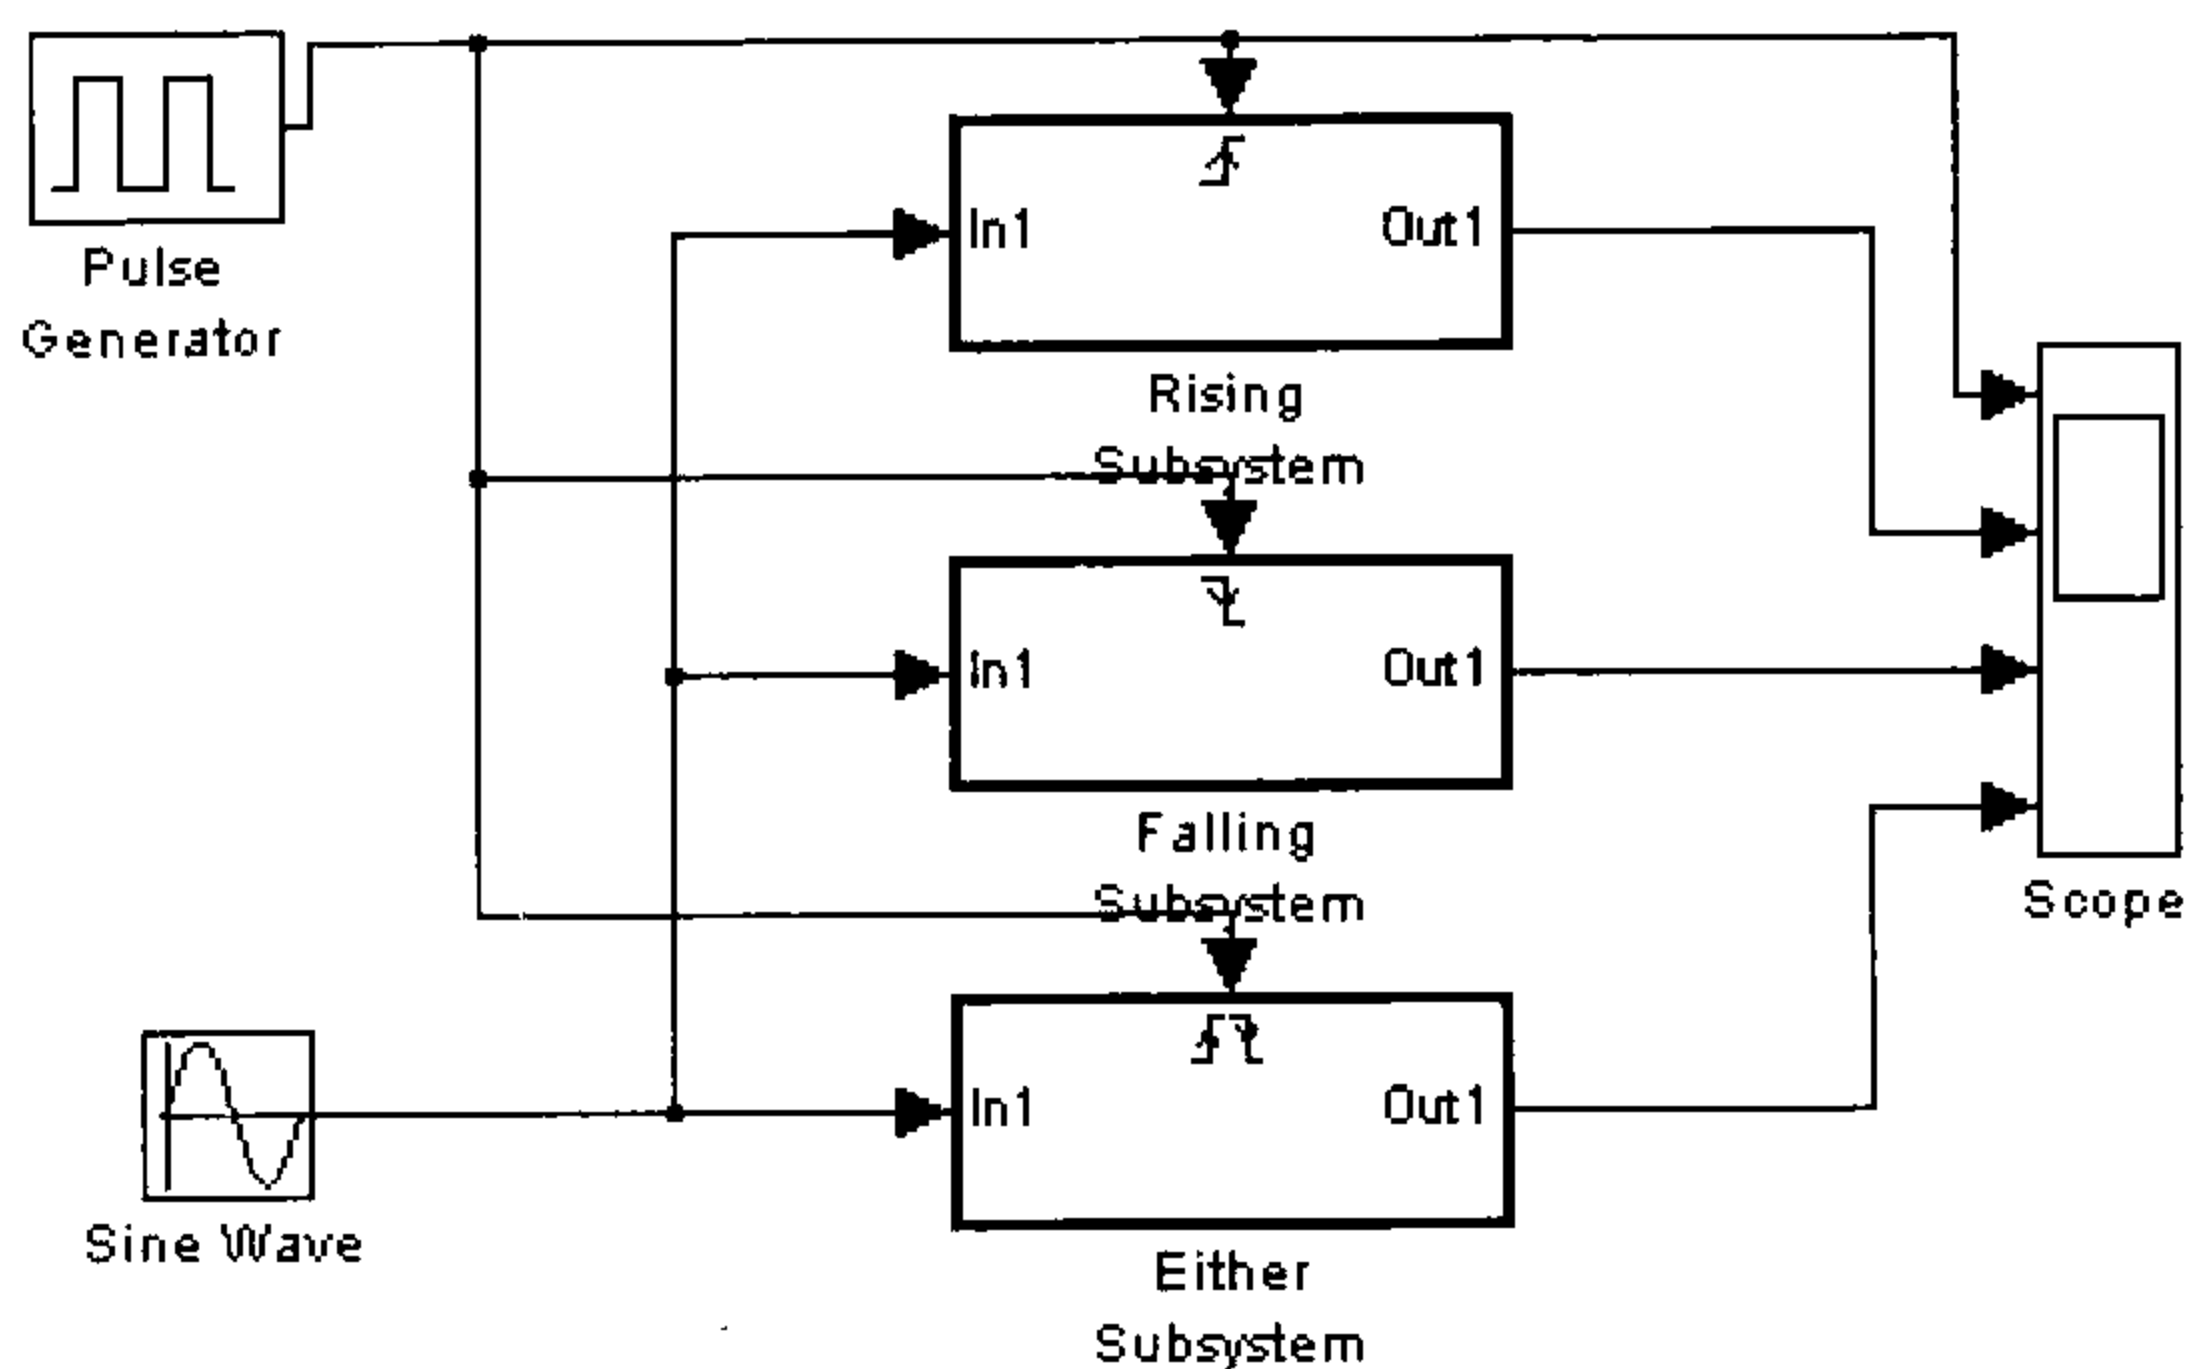 Pulse
Generator
In1
Out1
Rising
Subsystem
In1
Out1
Falling
Subsystem
Scope
In1
Out1
Sine Wave
Either
Subsystem